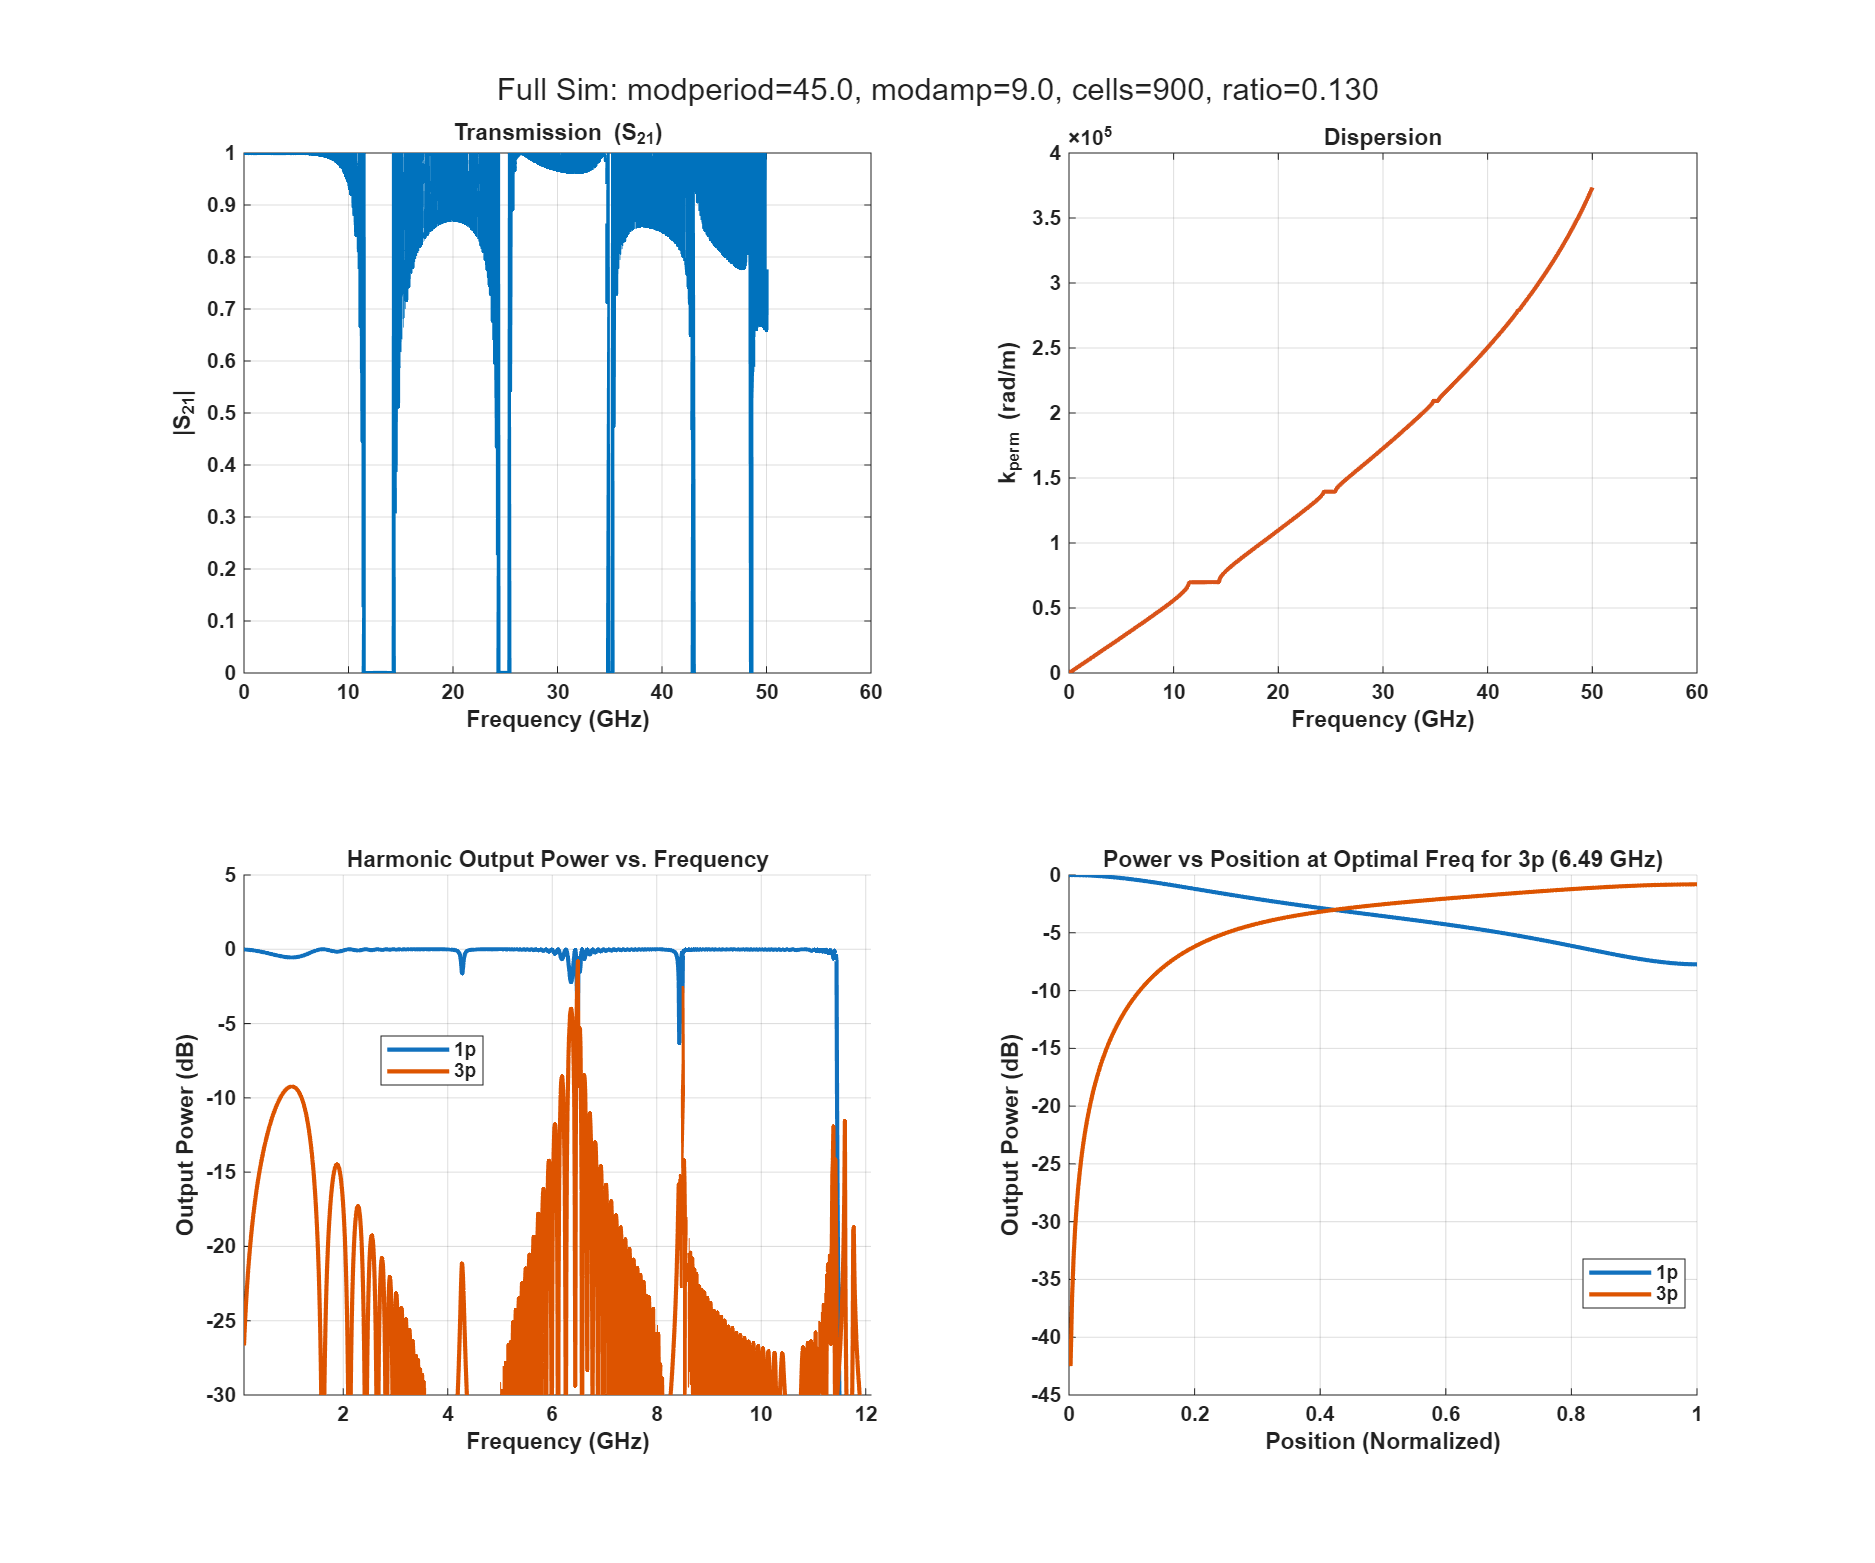 Full Sim: modperiod=45.0, modamp=9.0, cells=900, ratio=0.130
Transmission (S21)
1
0.9
0.8
0.7
0.6
0.5
0.4
0.3
0.2
0.1
0
|S21|
0 10 20 30 40 50 60
Frequency (GHz)
×10^5
Dispersion
4
3.5
3
2.5
2
1.5
1
0.5
0
kperm (rad/m)
0 10 20 30 40 50 60
Frequency (GHz)
Harmonic Output Power vs. Frequency
5
0
-5
-10
-15
-20
-25
-30
Output Power (dB)
1p
3p
2 4 6 8 10 12
Frequency (GHz)
Power vs Position at Optimal Freq for 3p (6.49 GHz)
0
-5
-10
-15
-20
-25
-30
-35
-40
-45
Output Power (dB)
1p
3p
0 0.2 0.4 0.6 0.8 1
Position (Normalized)